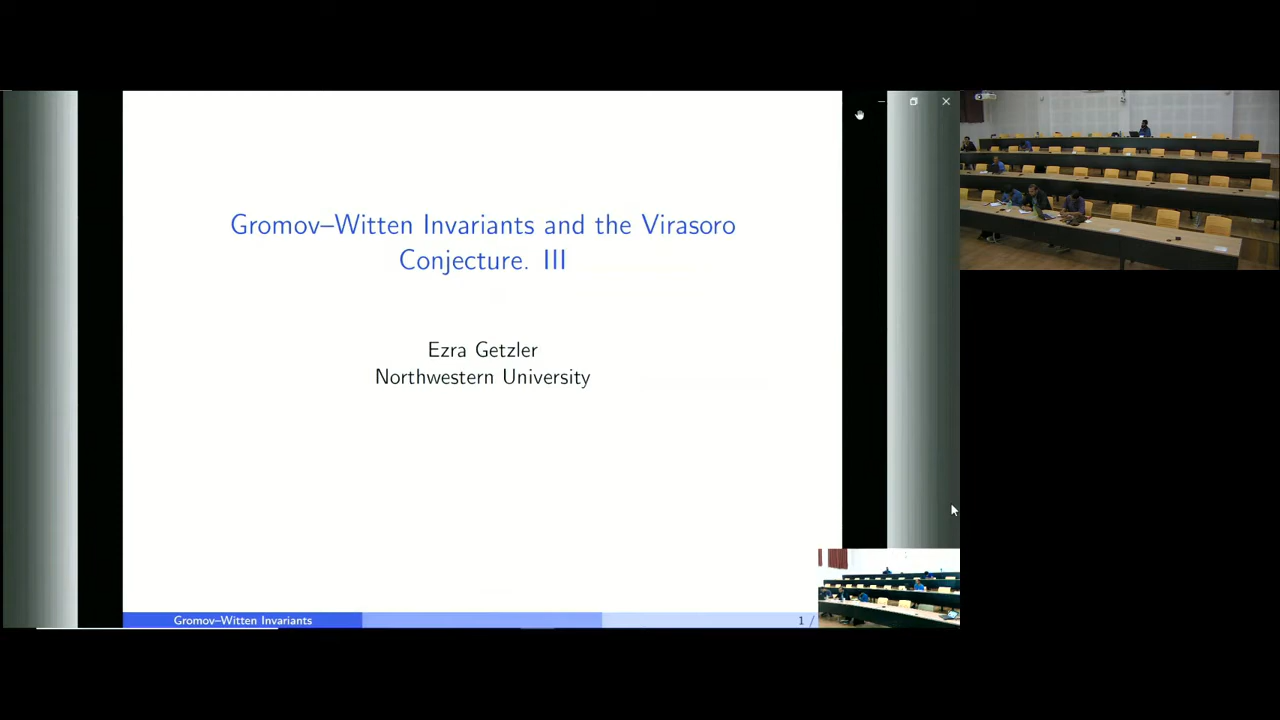 Gromov–Witten Invariants and the Virasoro
Conjecture. III
Ezra Getzler
Northwestern University
Gromov–Witten Invariants
1 /